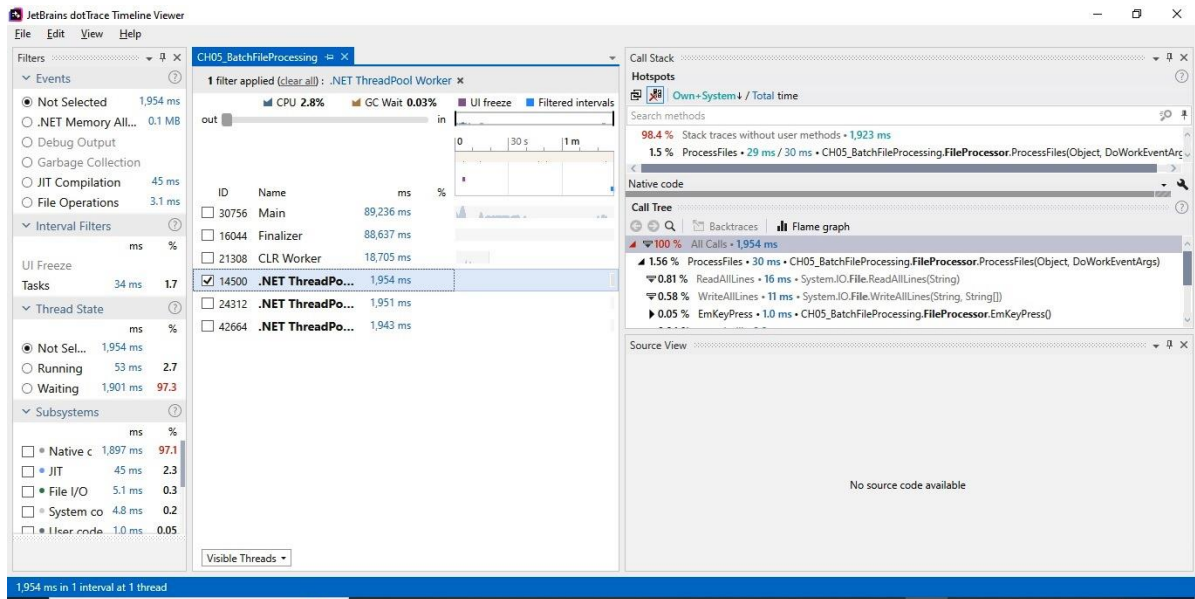 JetBrains dotTrace Timeline Viewer
File Edit View Help
Filters
Events
Not Selected 1,954 ms
.NET Memory All... 0.1 MB
Debug Output
Garbage Collection
JIT Compilation 45 ms
File Operations 3.1 ms
Interval Filters
ms %
UI Freeze
Tasks 34 ms 1.7
Thread State
ms %
Not Sel... 1,954 ms
Running 53 ms 2.7
Waiting 1,901 ms 97.3
Subsystems
ms %
Native c 1,897 ms 97.1
JIT 45 ms 2.3
File I/O 5.1 ms 0.3
System co 4.8 ms 0.2
User code 1.0 ms 0.05
CH05_BatchFileProcessing
1 filter applied (clear all) : .NET ThreadPool Worker ×
CPU 2.8% GC Wait 0.03% UI freeze Filtered intervals
out in
0 30 s 1 m
ID Name ms %
30756 Main 89,236 ms
16044 Finalizer 88,637 ms
21308 CLR Worker 18,705 ms
14500 .NET ThreadPo... 1,954 ms
24312 .NET ThreadPo... 1,951 ms
42664 .NET ThreadPo... 1,943 ms
Visible Threads
Call Stack
Hotspots
Own+System↓ / Total time
Search methods
98.4 % Stack traces without user methods • 1,923 ms
1.5 % ProcessFiles • 29 ms / 30 ms • CH05_BatchFileProcessing.FileProcessor.ProcessFiles(Object, DoWorkEventArg
Native code
Call Tree
Backtraces Flame graph
100 % All Calls • 1,954 ms
1.56 % ProcessFiles • 30 ms • CH05_BatchFileProcessing.FileProcessor.ProcessFiles(Object, DoWorkEventArgs)
0.81 % ReadAllLines • 16 ms • System.IO.File.ReadAllLines(String)
0.58 % WriteAllLines • 11 ms • System.IO.File.WriteAllLines(String, String[])
0.05 % EmKeyPress • 1.0 ms • CH05_BatchFileProcessing.FileProcessor.EmKeyPress()
Source View
No source code available
1,954 ms in 1 interval at 1 thread